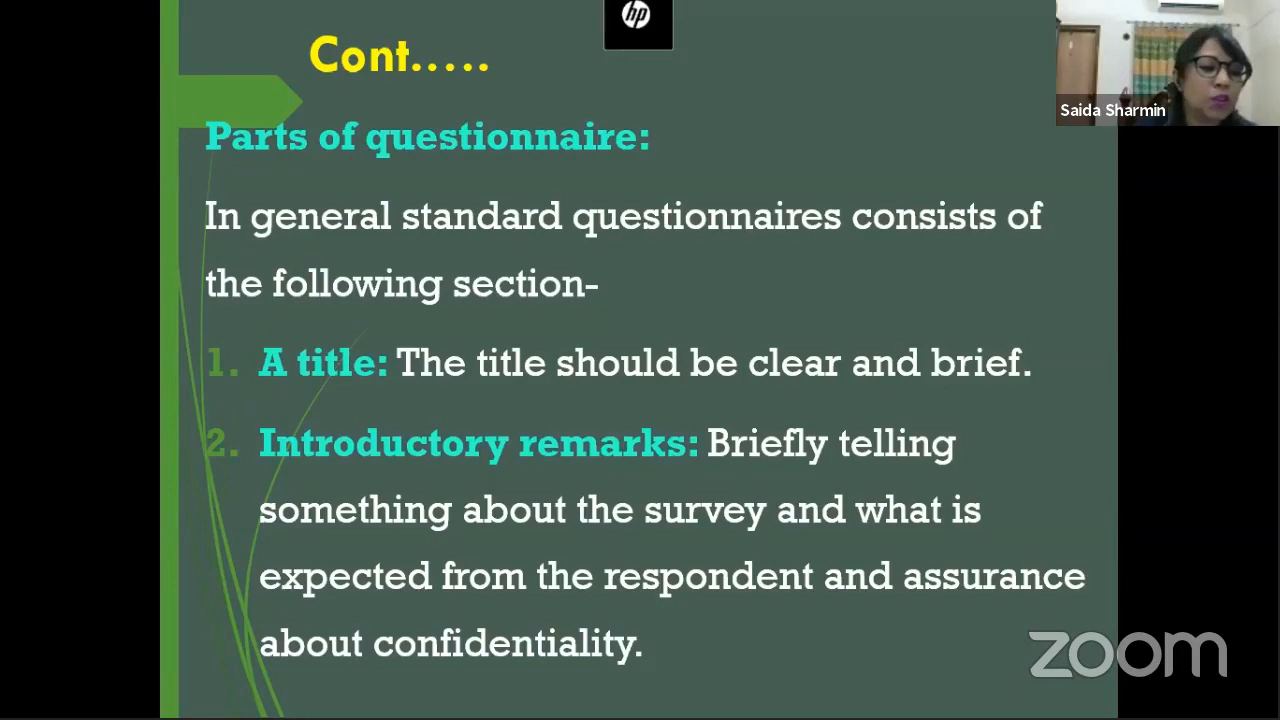 hp
Cont.....
Saida Sharmin
Parts of questionnaire:
In general standard questionnaires consists of
the following section-
1. A title: The title should be clear and brief.
2. Introductory remarks: Briefly telling
something about the survey and what is
expected from the respondent and assurance
about confidentiality.
zoom